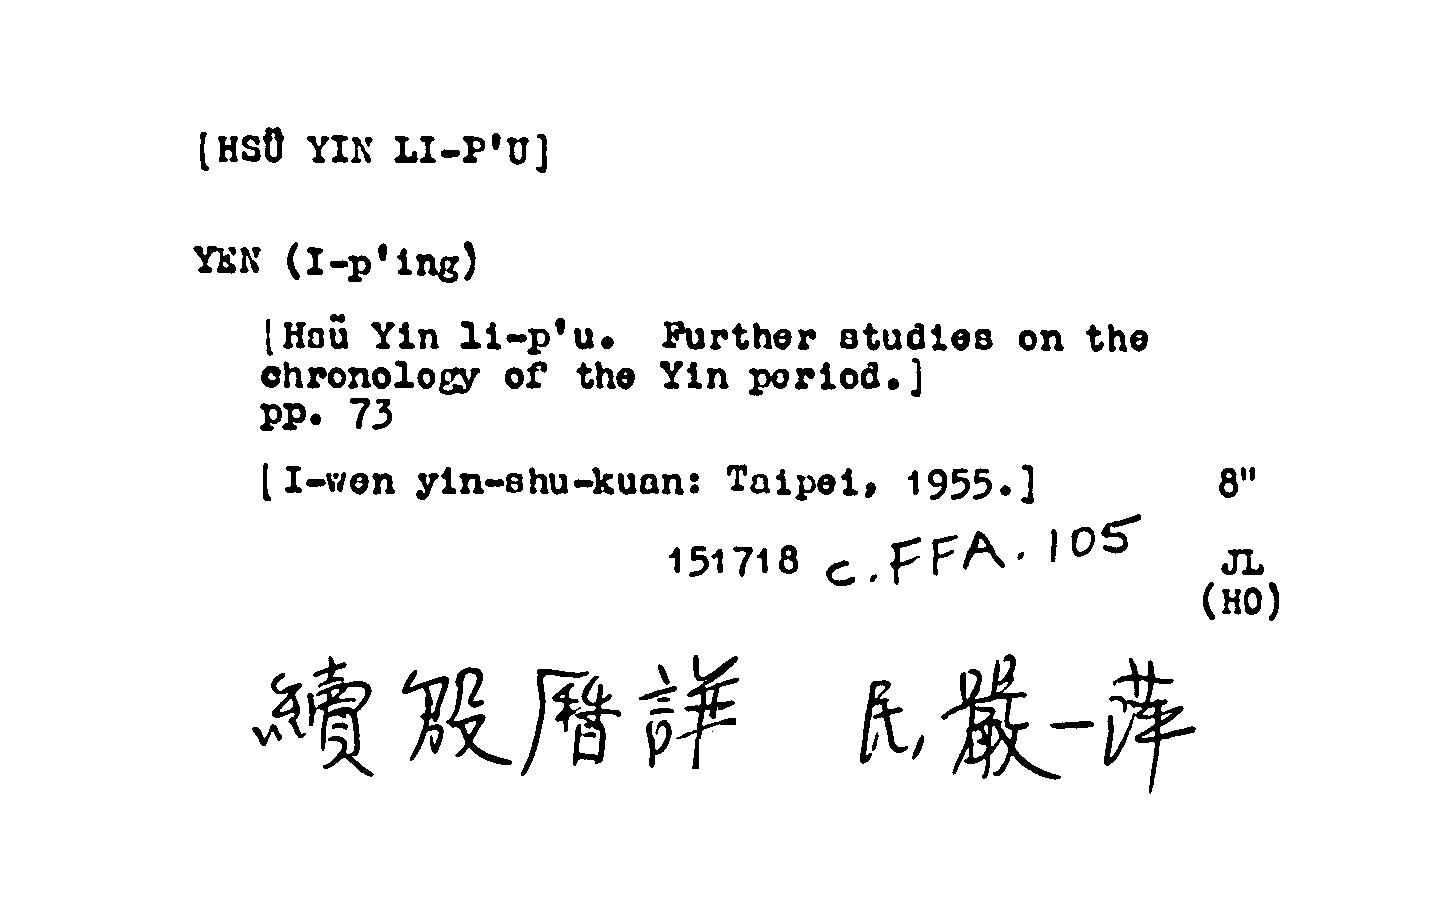 [HSÜ YIN LI-P'U]
YEN (I-p'ing)
[Hsü Yin li-p'u. Further studies on the
chronology of the Yin period.]
pp. 73
[I-wen yin-shu-kuan: Taipei, 1955.] 8"
151718 c.FFA.105 JL
(HO)
續殷曆譜 民,嚴一萍